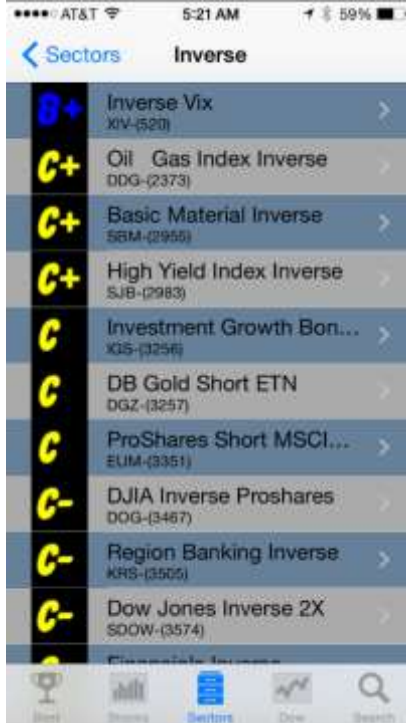 AT&T 5:21 AM 59%
Sectors Inverse
B+ Inverse Vix
XIV-(520)
C+ Oil Gas Index Inverse
DDG-(2373)
C+ Basic Material Inverse
SBM-(2955)
C+ High Yield Index Inverse
SJB-(2983)
C Investment Growth Bon...
IGS-(3256)
C DB Gold Short ETN
DGZ-(3257)
C ProShares Short MSCI...
EUM-(3351)
C- DJIA Inverse Proshares
DOG-(3467)
C- Region Banking Inverse
KRS-(3505)
C- Dow Jones Inverse 2X
SDOW-(3574)
Financials Inverse
Stocks Sectors Dow Search